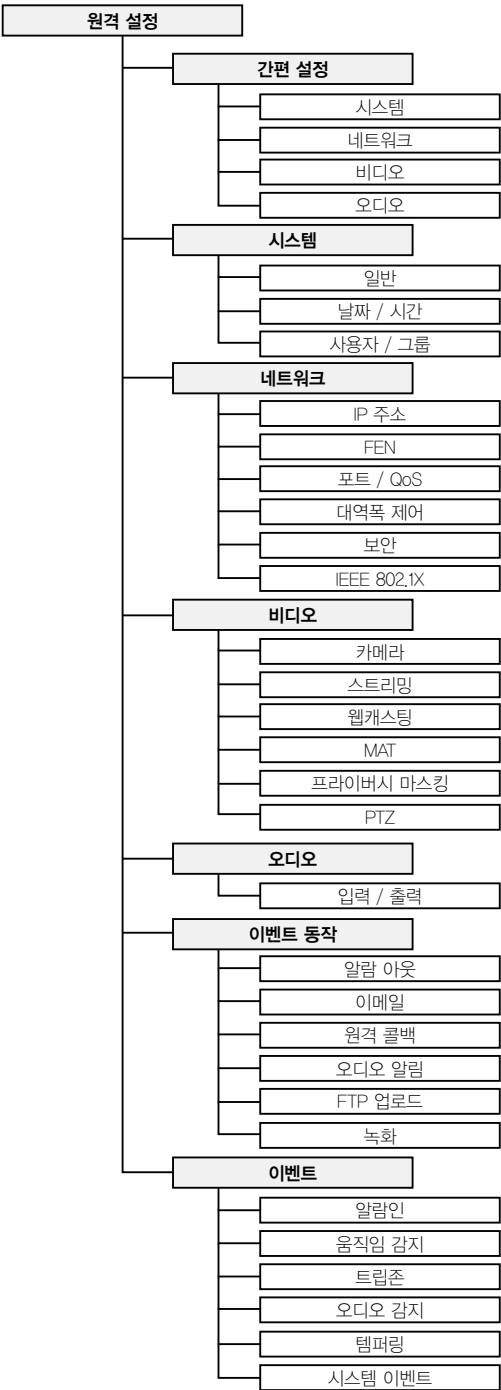 원격 설정
간편 설정
시스템
네트워크
비디오
오디오
시스템
일반
날짜 / 시간
사용자 / 그룹
네트워크
IP 주소
FEN
포트 / QoS
대역폭 제어
보안
IEEE 802.1X
비디오
카메라
스트리밍
웹캐스팅
MAT
프라이버시 마스킹
PTZ
오디오
입력 / 출력
이벤트 동작
알람 아웃
이메일
원격 콜백
오디오 알림
FTP 업로드
녹화
이벤트
알람인
움직임 감지
트립존
오디오 감지
템퍼링
시스템 이벤트